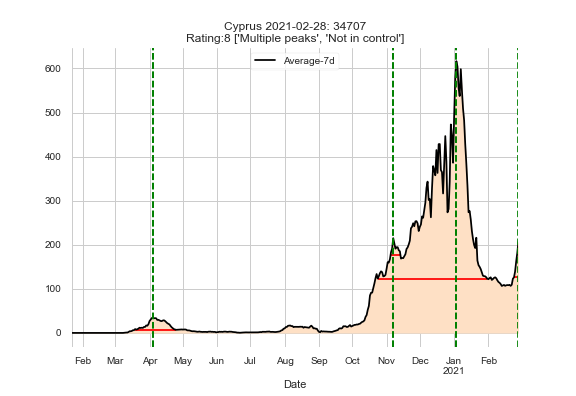 Cyprus 2021-02-28: 34707
Rating:8 ['Multiple peaks', 'Not in control']
Average-7d
600
500
400
300
200
100
0
Feb Mar Apr May Jun Jul Aug Sep Oct Nov Dec Jan Feb
2021
Date